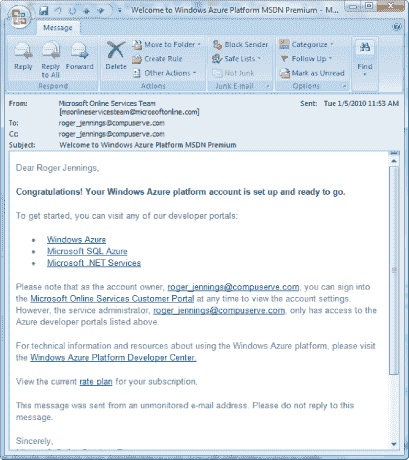 Welcome to Windows Azure Platform MSDN Premium - M...
Message
Reply
Reply to All
Forward
Respond
Delete
Move to Folder
Create Rule
Other Actions
Actions
Block Sender
Safe Lists
Not Junk
Junk E-mail
Categorize
Follow Up
Mark as Unread
Options
Find
From: Microsoft Online Services Team Sent: Tue 1/5/2010 11:53 AM
[msonlineservicesteam@microsoftonline.com]
To: roger_jennings@compuserve.com
Cc: roger_jennings@compuserve.com
Subject: Welcome to Windows Azure Platform MSDN Premium
Dear Roger Jennings,
Congratulations! Your Windows Azure platform account is set up and ready to go.
To get started, you can visit any of our developer portals:
• Windows Azure
• Microsoft SQL Azure
• Microsoft .NET Services
Please note that as the account owner, roger_jennings@compuserve.com, you can sign into
the Microsoft Online Services Customer Portal at any time to view the account settings.
However, the service administrator, roger_jennings@compuserve.com, only has access to the
Azure developer portals listed above.
For technical information and resources about using the Windows Azure platform, please visit
the Windows Azure Platform Developer Center.
View the current rate plan for your subscription.
This message was sent from an unmonitored e-mail address. Please do not reply to this
message.
Sincerely,